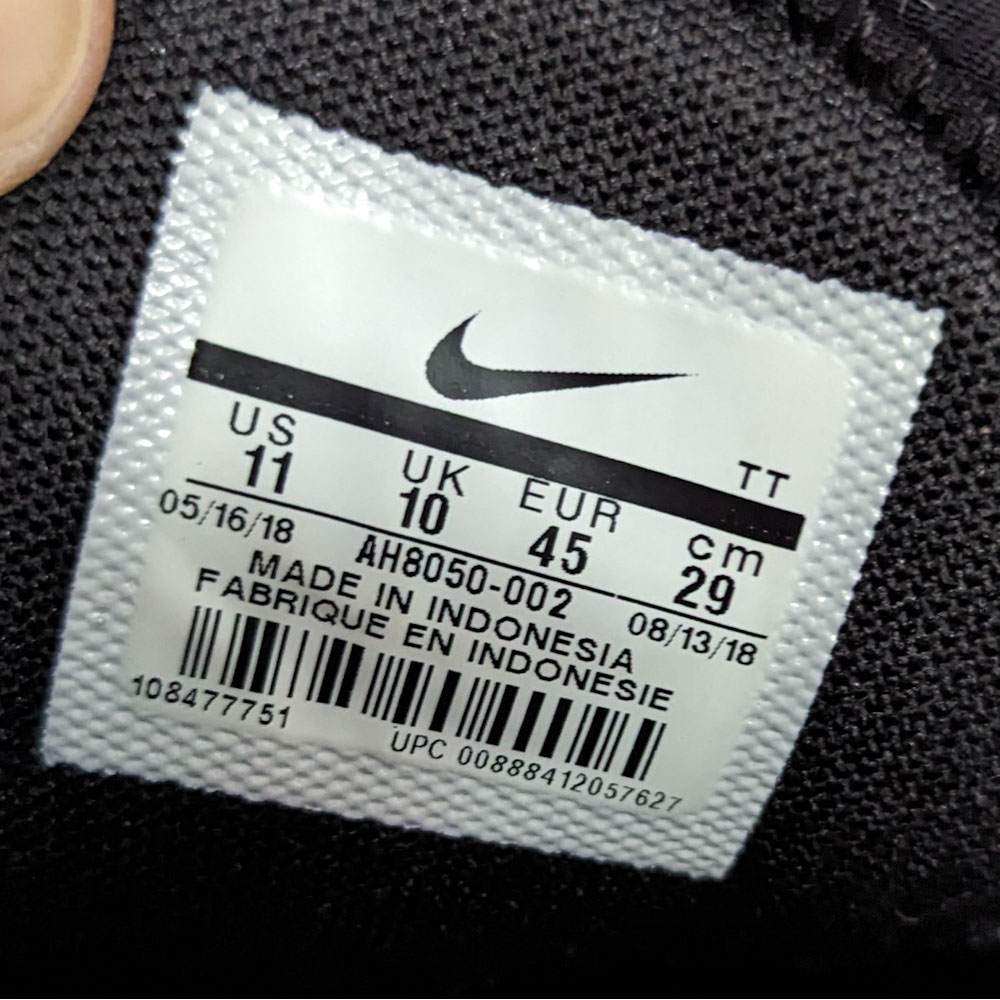 TT
US UK EUR cm
11 10 45 29
05/16/18 AH8050-002 08/13/18
MADE IN INDONESIA
FABRIQUE EN INDONESIE
108477751
UPC 00888412057627